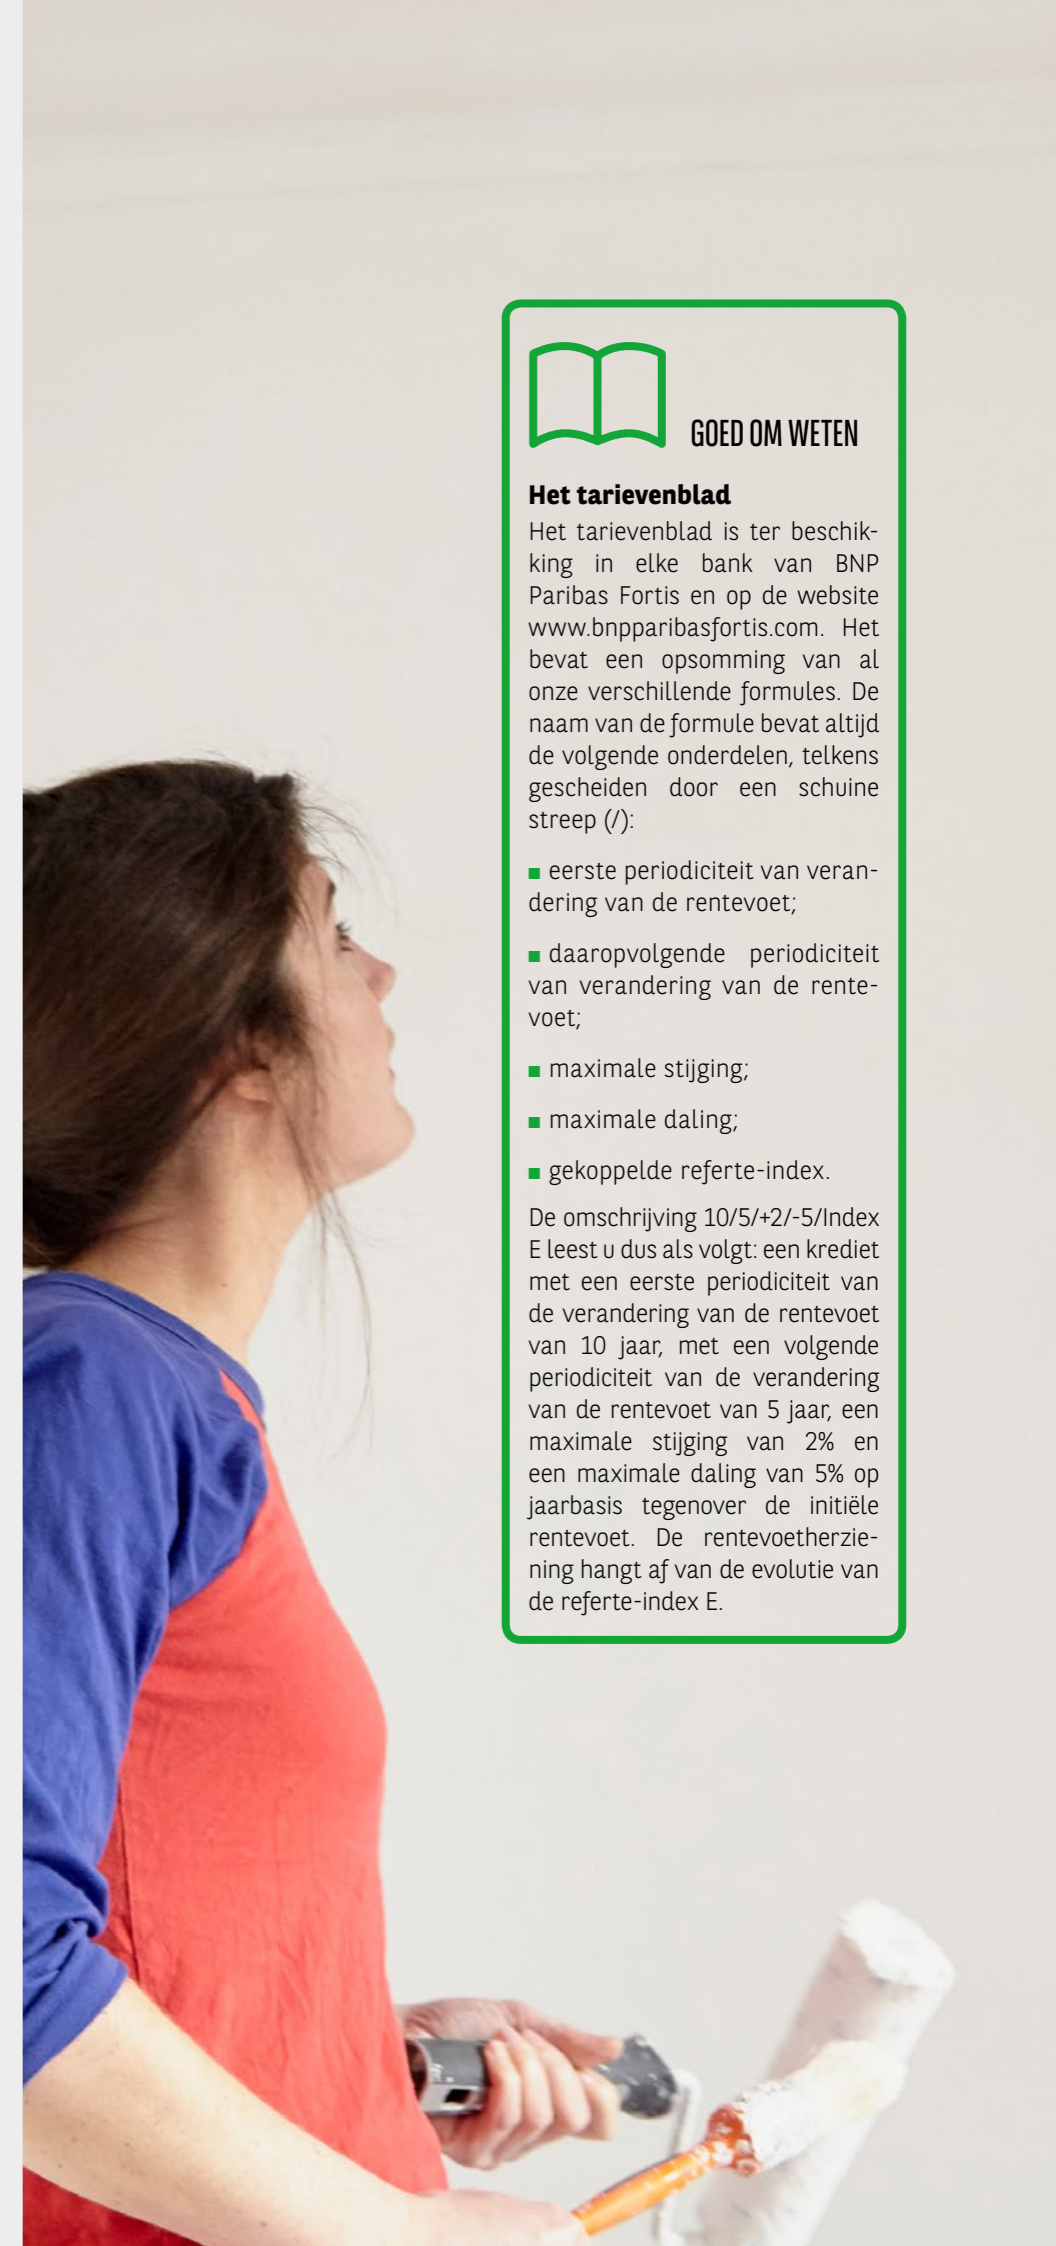 GOED OM WETEN
Het tarievenblad
Het tarievenblad is ter beschik-
king in elke bank van BNP
Paribas Fortis en op de website
www.bnpparibasfortis.com. Het
bevat een opsomming van al
onze verschillende formules. De
naam van de formule bevat altijd
de volgende onderdelen, telkens
gescheiden door een schuine
streep (/):
■ eerste periodiciteit van veran-
dering van de rentevoet;
■ daaropvolgende periodiciteit
van verandering van de rente-
voet;
■ maximale stijging;
■ maximale daling;
■ gekoppelde referte-index.
De omschrijving 10/5/+2/-5/Index
E leest u dus als volgt: een krediet
met een eerste periodiciteit van
de verandering van de rentevoet
van 10 jaar, met een volgende
periodiciteit van de verandering
van de rentevoet van 5 jaar, een
maximale stijging van 2% en
een maximale daling van 5% op
jaarbasis tegenover de initiële
rentevoet. De rentevoetherzie-
ning hangt af van de evolutie van
de referte-index E.